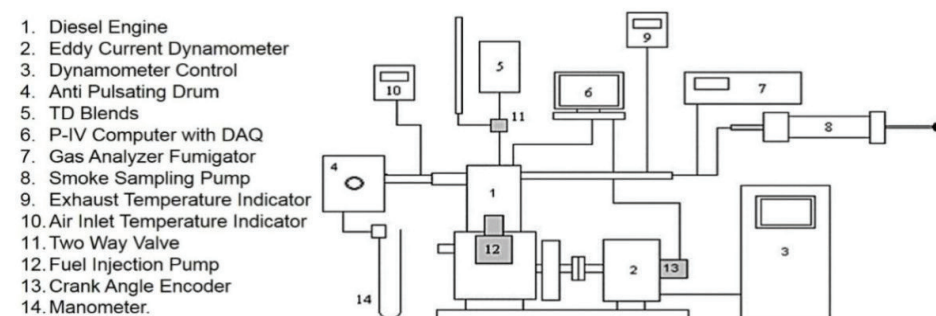 1. Diesel Engine
2. Eddy Current Dynamometer
3. Dynamometer Control
4. Anti Pulsating Drum
5. TD Blends
6. P-IV Computer with DAQ
7. Gas Analyzer Fumigator
8. Smoke Sampling Pump
9. Exhaust Temperature Indicator
10. Air Inlet Temperature Indicator
11. Two Way Valve
12. Fuel Injection Pump
13. Crank Angle Encoder
14. Manometer.
9
5
10
6
7
11
8
4
1
12
2
13
3
14